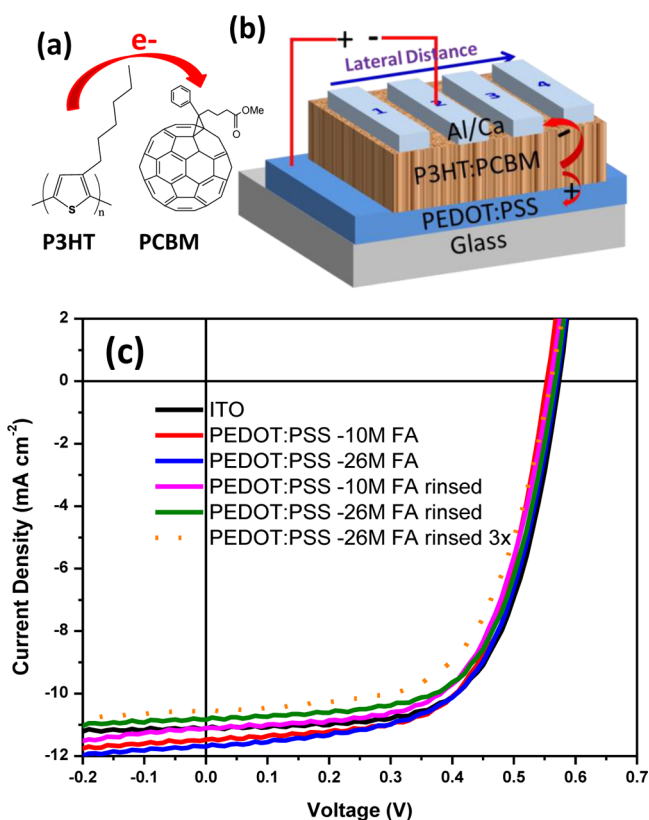 (a)
e-
OMe
O
S
n
P3HT
PCBM
(b)
+ -
Lateral Distance
1
2
3
4
Al/Ca
-
P3HT:PCBM
+
PEDOT:PSS
Glass
(c)
ITO
PEDOT:PSS -10M FA
PEDOT:PSS -26M FA
PEDOT:PSS -10M FA rinsed
PEDOT:PSS -26M FA rinsed
PEDOT:PSS -26M FA rinsed 3x
Current Density (mA cm⁻²)
2
0
-2
-4
-6
-8
-10
-12
-0.2 -0.1 0.0 0.1 0.2 0.3 0.4 0.5 0.6 0.7
Voltage (V)